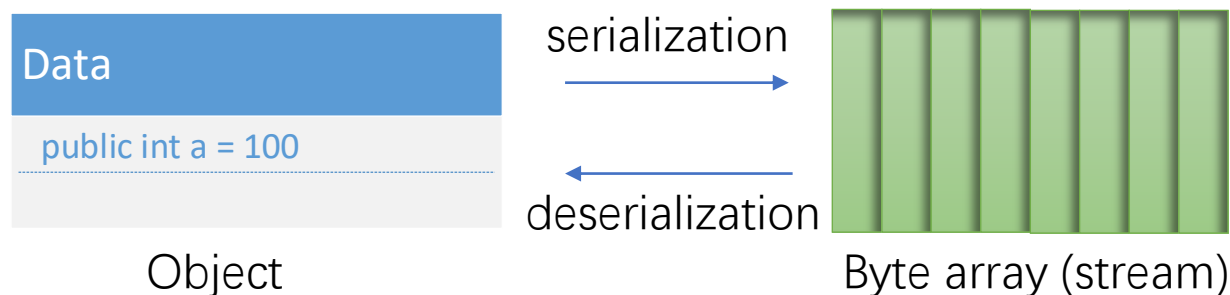 Data
public int a = 100
serialization
deserialization
Object
Byte array (stream)